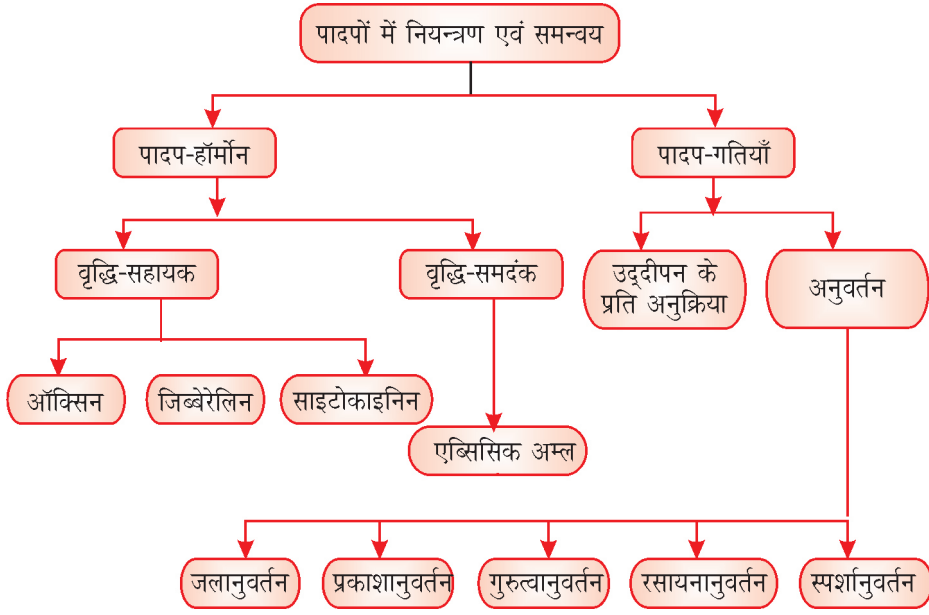 पादपों में नियन्त्रण एवं समन्वय
पादप-हॉर्मोन
पादप-गतियाँ
वृद्धि-सहायक
वृद्धि-समदंक
उद्‌दीपन के
प्रति अनुक्रिया
अनुवर्तन
ऑक्सिन
जिब्बेरेलिन
साइटोकाइनिन
एब्सिसिक अम्ल
जलानुवर्तन
प्रकाशानुवर्तन
गुरुत्वानुवर्तन
रसायनानुवर्तन
स्पर्शानुवर्तन